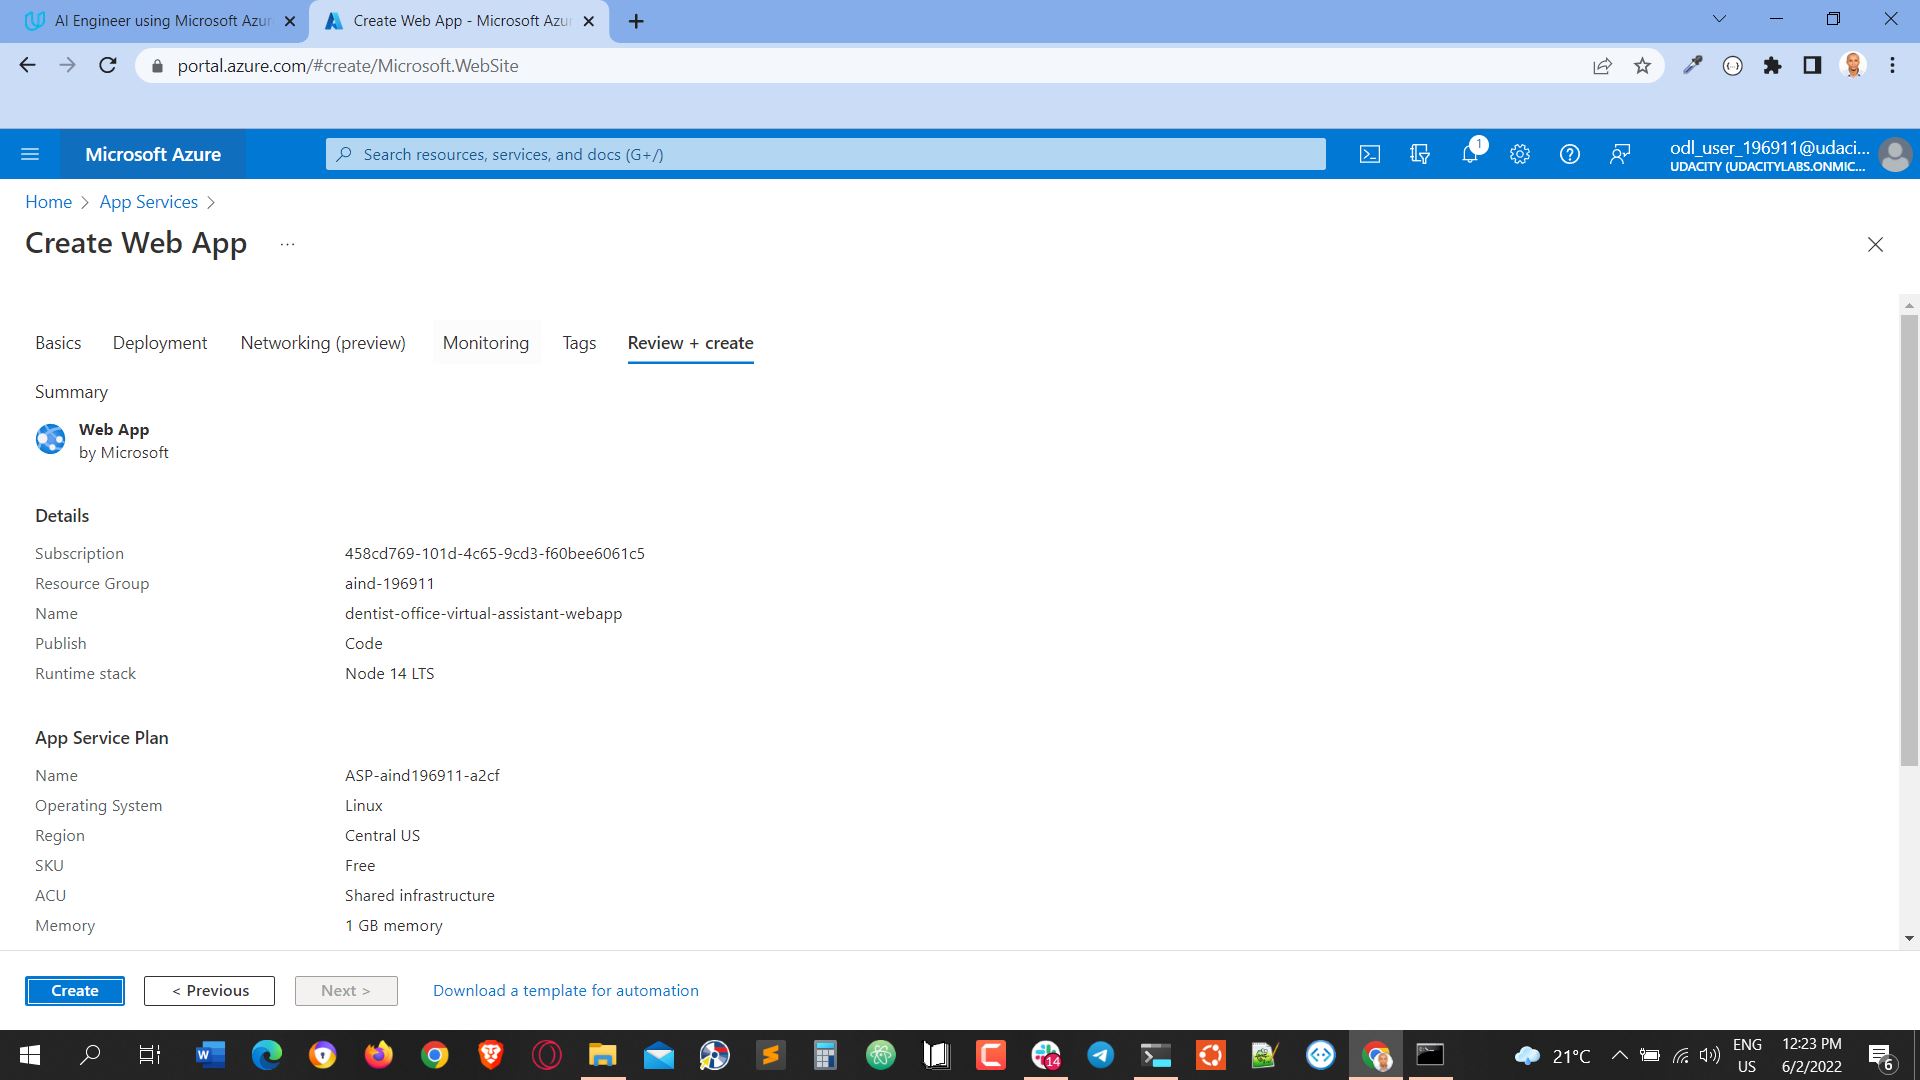 AI Engineer using Microsoft Azur
Create Web App - Microsoft Azur
portal.azure.com/#create/Microsoft.WebSite
Microsoft Azure
Search resources, services, and docs (G+/)
1
odl_user_196911@udaci...
UDACITY (UDACITYLABS.ONMIC...
Home > App Services >
Create Web App ...
Basics Deployment Networking (preview) Monitoring Tags Review + create
Summary
Web App
by Microsoft
Details
Subscription 458cd769-101d-4c65-9cd3-f60bee6061c5
Resource Group aind-196911
Name dentist-office-virtual-assistant-webapp
Publish Code
Runtime stack Node 14 LTS
App Service Plan
Name ASP-aind196911-a2cf
Operating System Linux
Region Central US
SKU Free
ACU Shared infrastructure
Memory 1 GB memory
Create < Previous Next > Download a template for automation
14
21°C
ENG
US
12:23 PM
6/2/2022
6